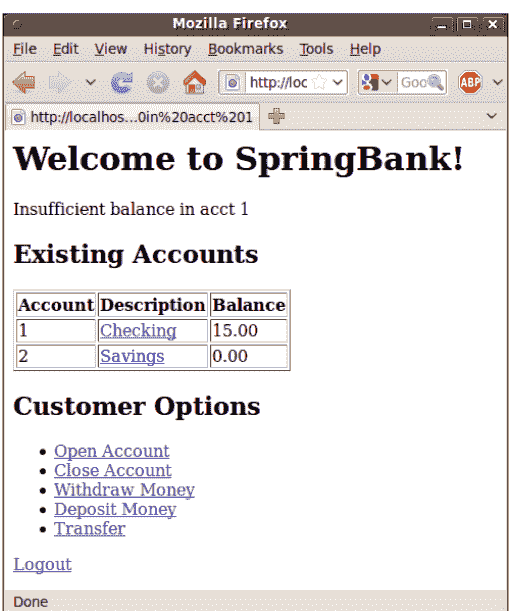 Mozilla Firefox
File Edit View History Bookmarks Tools Help
http://loc Goo ABP
http://localhos...0in%20acct%201
Welcome to SpringBank!
Insufficient balance in acct 1
Existing Accounts
Account Description Balance
1 Checking 15.00
2 Savings 0.00
Customer Options
Open Account
Close Account
Withdraw Money
Deposit Money
Transfer
Logout
Done